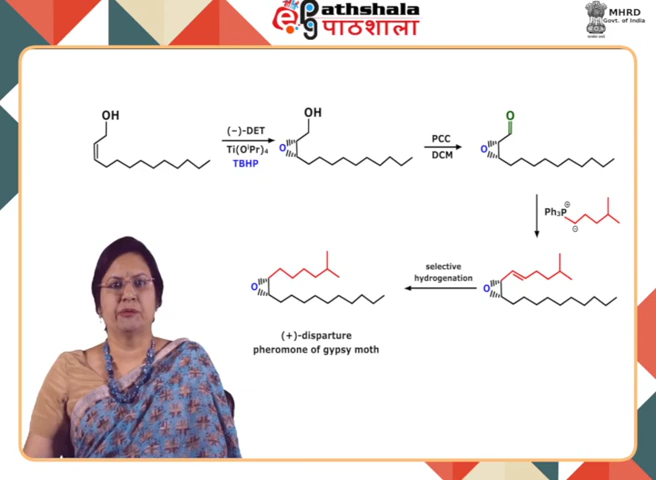 ePathshala
पाठशाला
MHRD
Govt. of India
OH
(−)-DET
Ti(OⁱPr)₄
TBHP
OH
O
PCC
DCM
O
O
Ph₃P
⊕
⊖
O
selective
hydrogenation
O
(+)-disparture
pheromone of gypsy moth